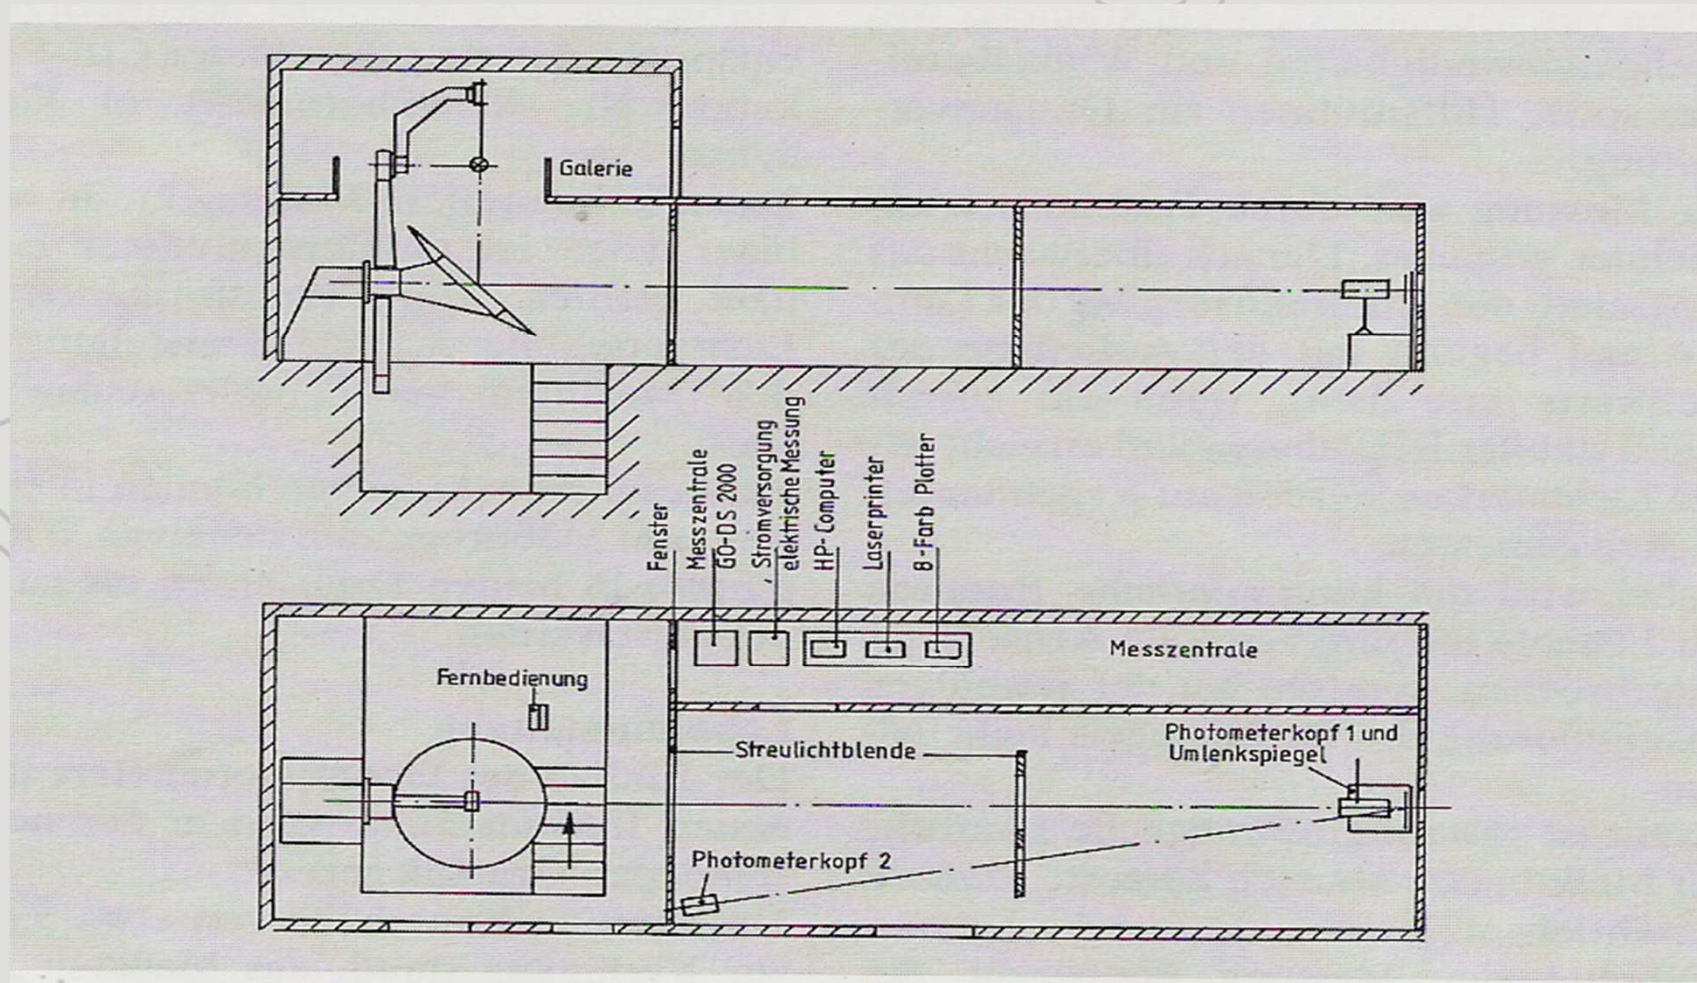 Galerie
Fenster
Messzentrale
GO-DS 2000
Stromversorgung
elektrische Messung
HP-Computer
Laserprinter
8-Farb Plotter
Messzentrale
Fernbedienung
Photometerkopf 1 und
Umlenkspiegel
Streulichtblende
Photometerkopf 2